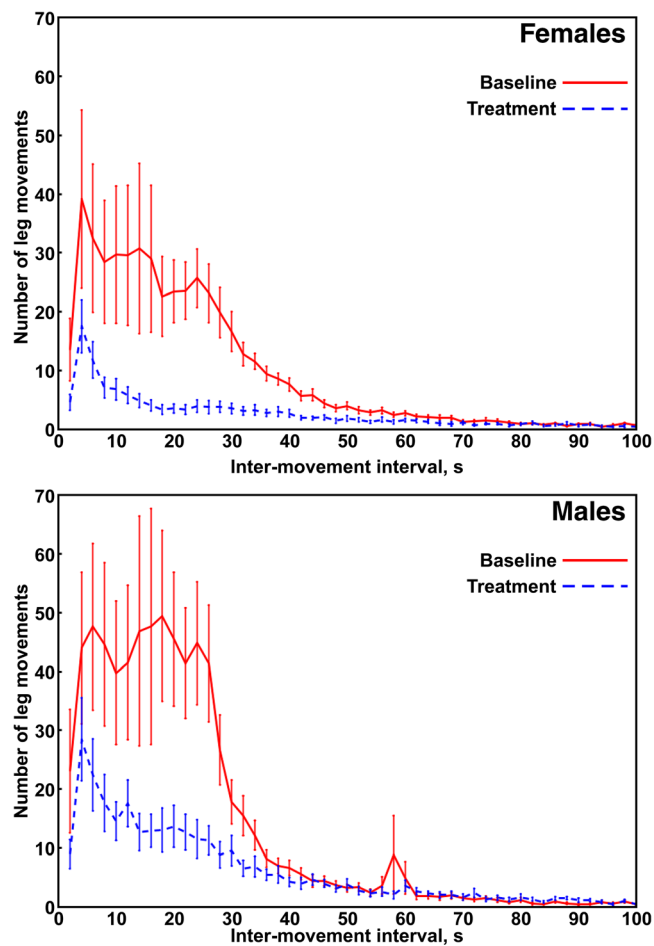 Females
Baseline
Treatment
Number of leg movements
70
60
50
40
30
20
10
0
0 10 20 30 40 50 60 70 80 90 100
Inter-movement interval, s
Males
Baseline
Treatment
Number of leg movements
70
60
50
40
30
20
10
0
0 10 20 30 40 50 60 70 80 90 100
Inter-movement interval, s